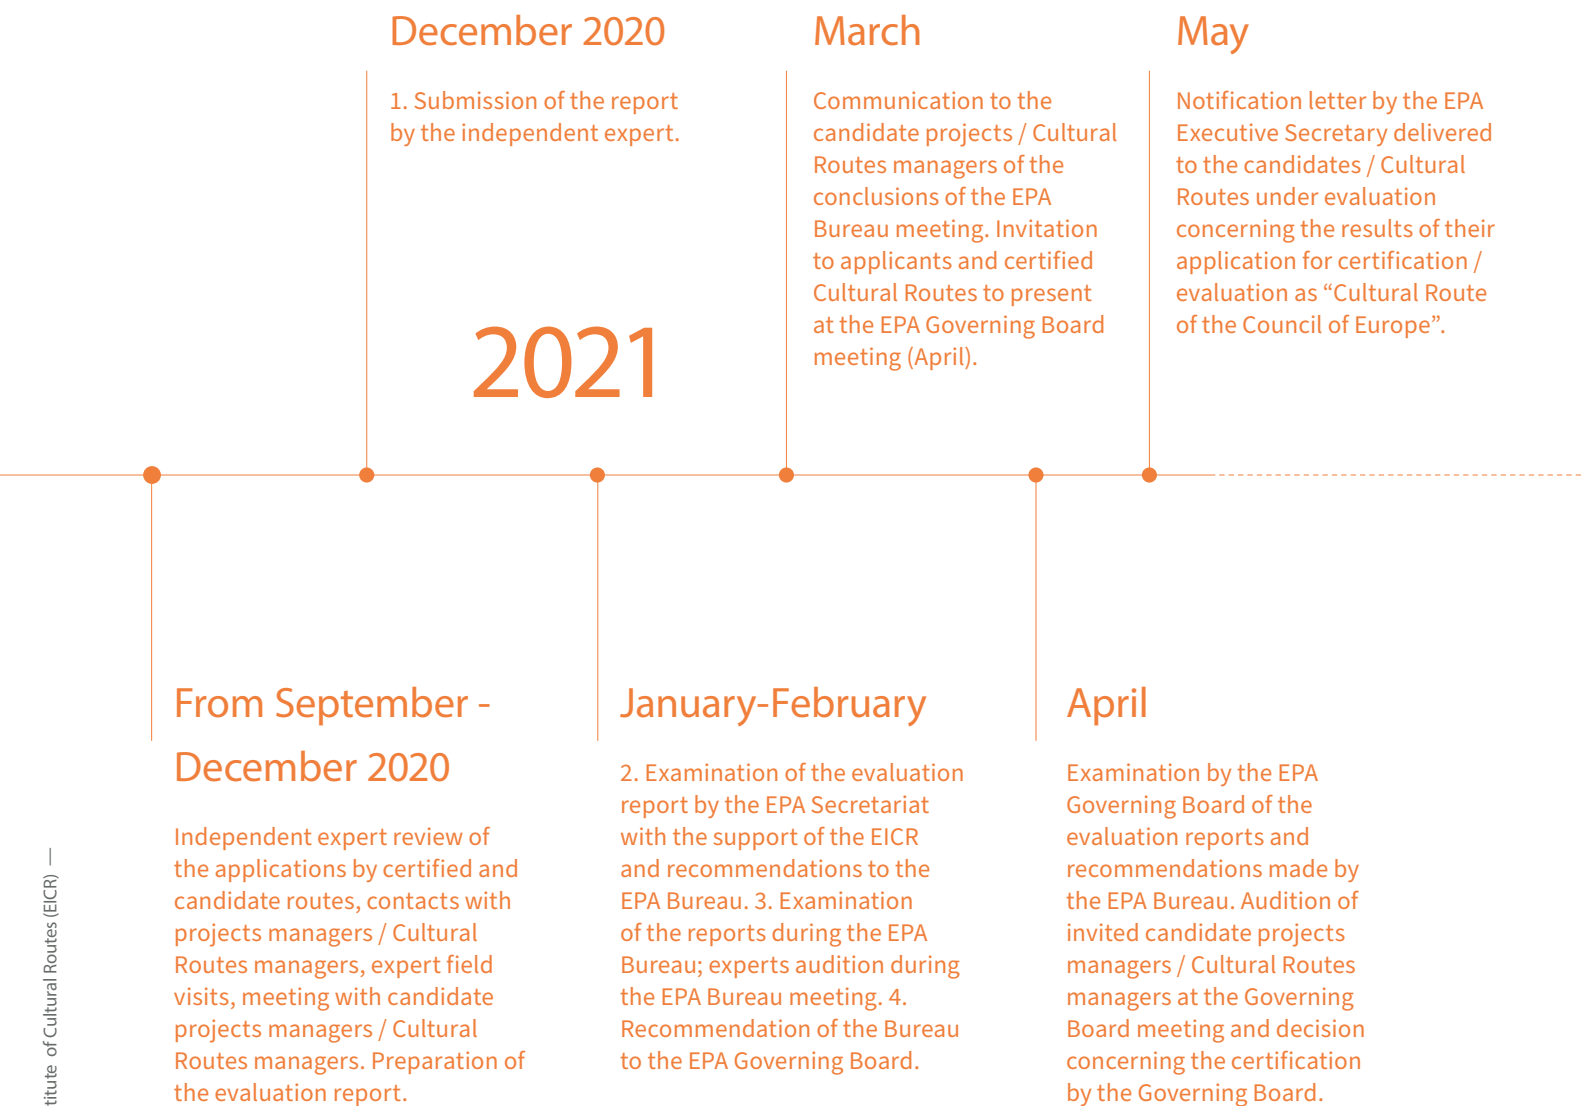 December 2020
1. Submission of the report
by the independent expert.
March
Communication to the
candidate projects / Cultural
Routes managers of the
conclusions of the EPA
Bureau meeting. Invitation
to applicants and certified
Cultural Routes to present
at the EPA Governing Board
meeting (April).
May
Notification letter by the EPA
Executive Secretary delivered
to the candidates / Cultural
Routes under evaluation
concerning the results of their
application for certification /
evaluation as “Cultural Route
of the Council of Europe”.
2021
From September -
December 2020
Independent expert review of
the applications by certified and
candidate routes, contacts with
projects managers / Cultural
Routes managers, expert field
visits, meeting with candidate
projects managers / Cultural
Routes managers. Preparation of
the evaluation report.
January-February
2. Examination of the evaluation
report by the EPA Secretariat
with the support of the EICR
and recommendations to the
EPA Bureau. 3. Examination
of the reports during the EPA
Bureau; experts audition during
the EPA Bureau meeting. 4.
Recommendation of the Bureau
to the EPA Governing Board.
April
Examination by the EPA
Governing Board of the
evaluation reports and
recommendations made by
the EPA Bureau. Audition of
invited candidate projects
managers / Cultural Routes
managers at the Governing
Board meeting and decision
concerning the certification
by the Governing Board.
titute of Cultural Routes (EICR) —